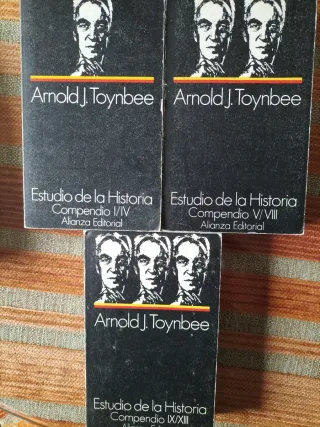 Arnold J. Toynbee
Estudio de la Historia
Compendio I/IV
Alianza Editorial
Arnold J. Toynbee
Estudio de la Historia
Compendio V/VIII
Alianza Editorial
Arnold J. Toynbee
Estudio de la Historia
Compendio IX/XIII